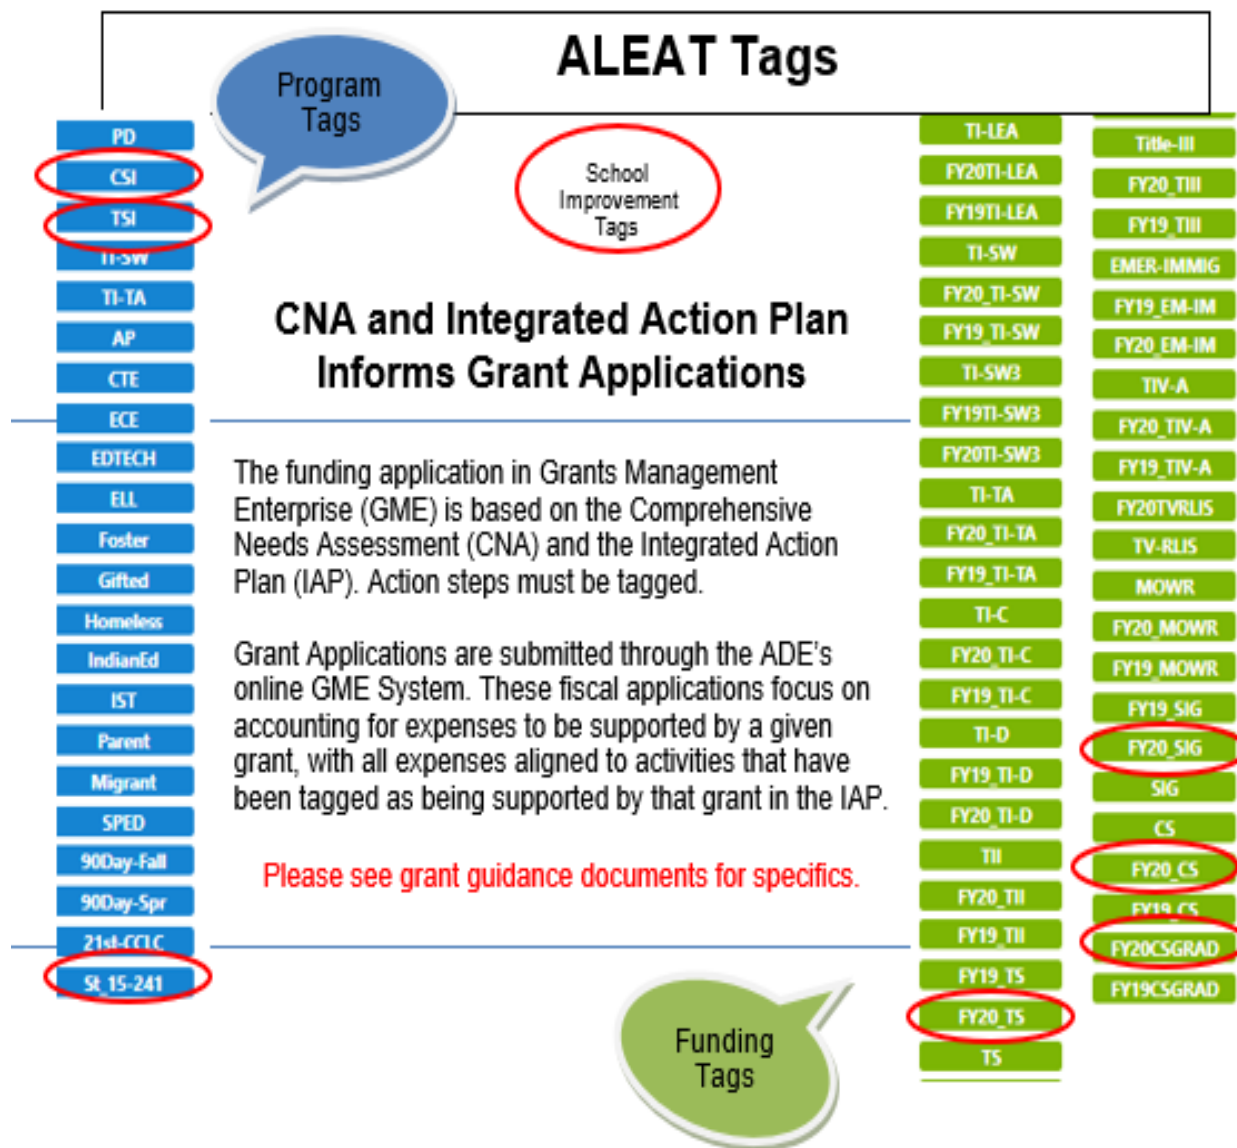 ALEAT Tags
Program
Tags
PD
CSI
TSI
TI-SW
TI-TA
AP
CTE
ECE
EDTECH
ELL
Foster
Gifted
Homeless
IndianEd
IST
Parent
Migrant
SPED
90Day-Fall
90Day-Spr
21st-CCLC
St_15-241
School
Improvement
Tags
CNA and Integrated Action Plan
Informs Grant Applications
The funding application in Grants Management
Enterprise (GME) is based on the Comprehensive
Needs Assessment (CNA) and the Integrated Action
Plan (IAP). Action steps must be tagged.
Grant Applications are submitted through the ADE's
online GME System. These fiscal applications focus on
accounting for expenses to be supported by a given
grant, with all expenses aligned to activities that have
been tagged as being supported by that grant in the IAP.
Please see grant guidance documents for specifics.
Funding
Tags
TI-LEA
FY20TI-LEA
FY19TI-LEA
TI-SW
FY20_TI-SW
FY19_TI-SW
TI-SW3
FY19TI-SW3
FY20TI-SW3
TI-TA
FY20_TI-TA
FY19_TI-TA
TI-C
FY20_TI-C
FY19_TI-C
TI-D
FY19_TI-D
FY20_TI-D
TII
FY20_TII
FY19_TII
FY19_TS
FY20_TS
TS
Title-III
FY20_TIII
FY19_TIII
EMER-IMMIG
FY19_EM-IM
FY20_EM-IM
TIV-A
FY20_TIV-A
FY19_TIV-A
FY20TVRLIS
TV-RLIS
MOWR
FY20_MOWR
FY19_MOWR
FY19_SIG
FY20_SIG
SIG
CS
FY20_CS
FY19_CS
FY20CSGRAD
FY19CSGRAD